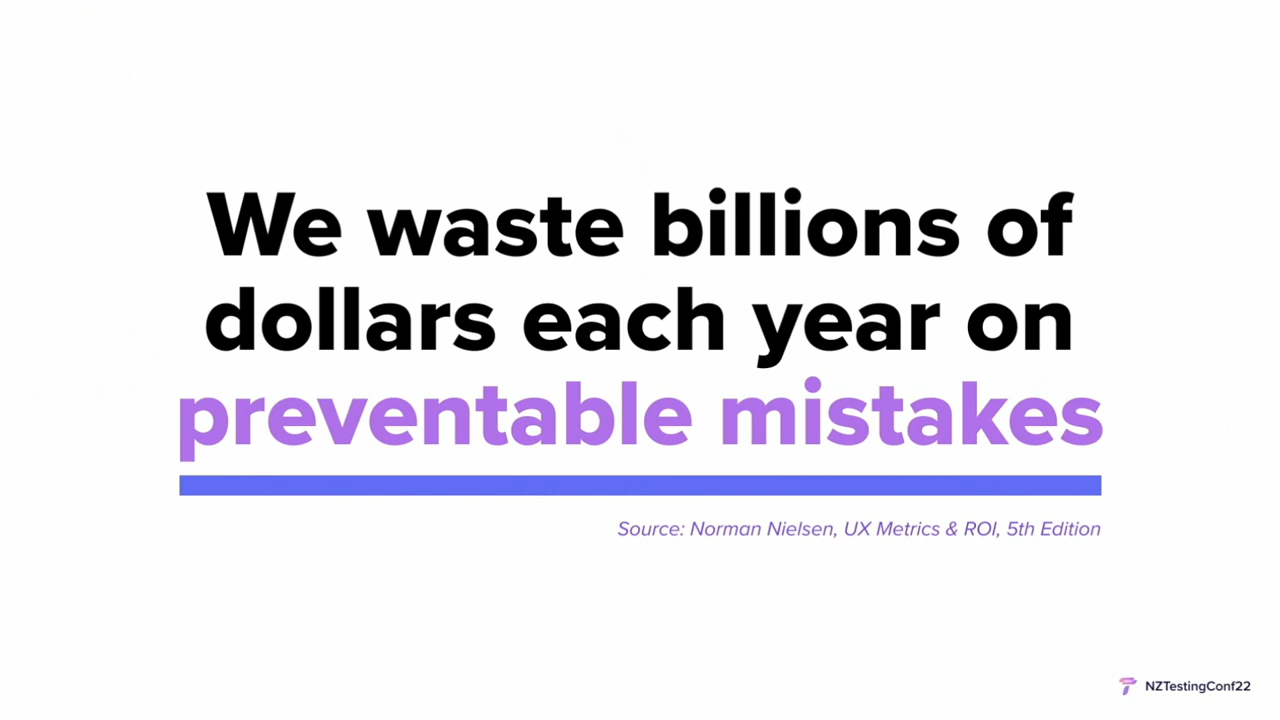 We waste billions of
dollars each year on
preventable mistakes
Source: Norman Nielsen, UX Metrics & ROI, 5th Edition
NZTestingConf22